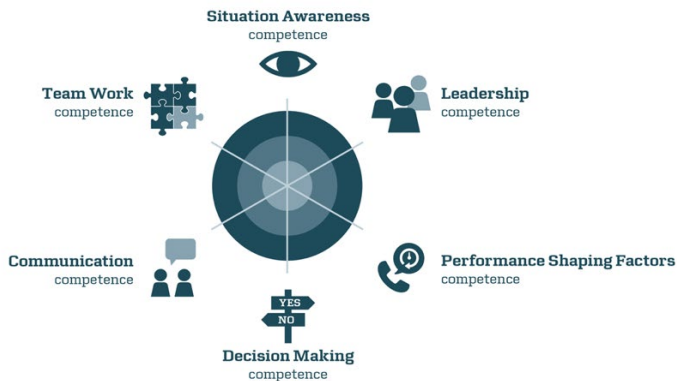 Situation Awareness
competence
Team Work
competence
Leadership
competence
Communication
competence
Performance Shaping Factors
competence
YES
NO
Decision Making
competence